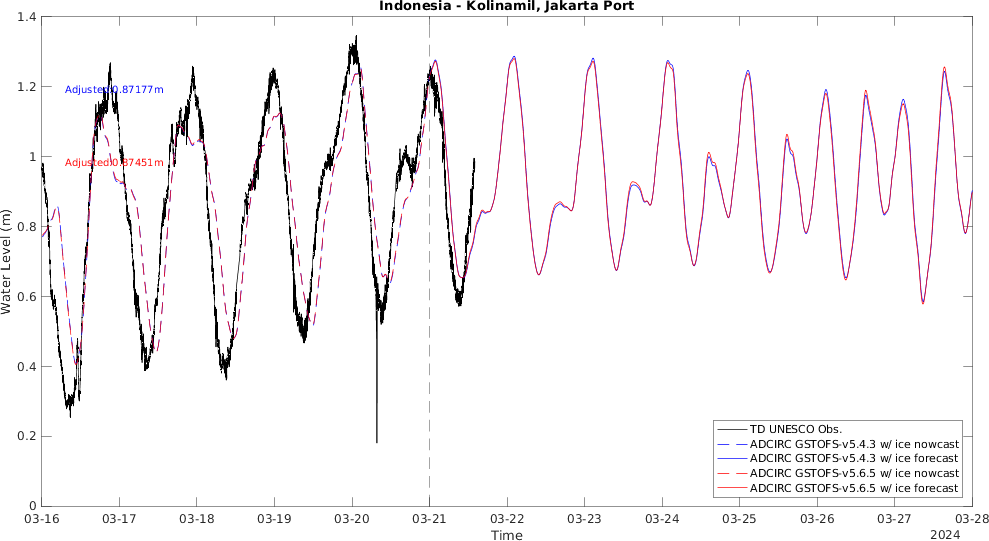 Indonesia - Kolinamil, Jakarta Port
1.4
1.2
1
0.8
0.6
0.4
0.2
0
Water Level (m)
Adjusted:0.87177m
Adjusted:0.87451m
TD UNESCO Obs.
ADCIRC GSTOFS-v5.4.3 w/ ice nowcast
ADCIRC GSTOFS-v5.4.3 w/ ice forecast
ADCIRC GSTOFS-v5.6.5 w/ ice nowcast
ADCIRC GSTOFS-v5.6.5 w/ ice forecast
03-16 03-17 03-18 03-19 03-20 03-21 03-22 03-23 03-24 03-25 03-26 03-27 03-28
Time
2024